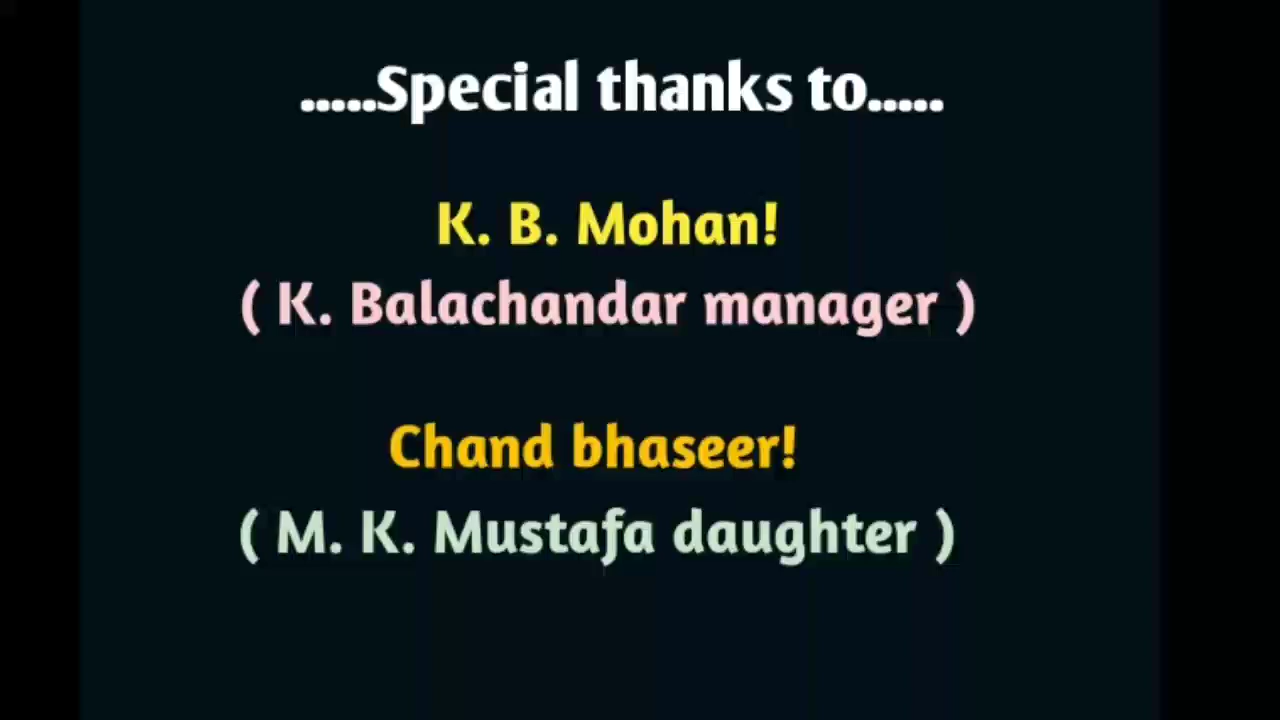 .....Special thanks to.....
K. B. Mohan!
( K. Balachandar manager )
Chand bhaseer!
( M. K. Mustafa daughter )